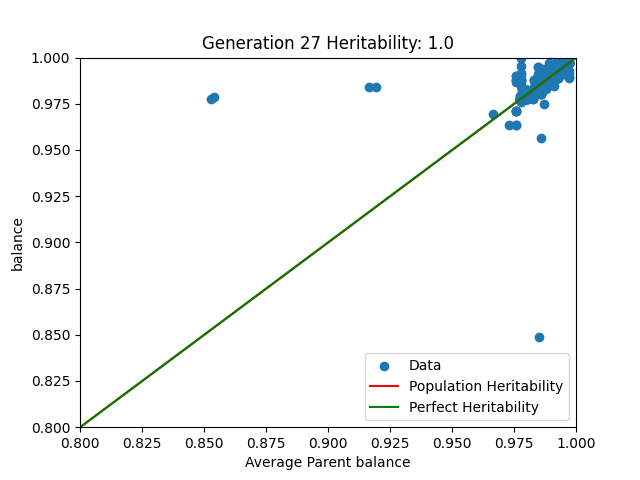 Generation 27 Heritability: 1.0
1.000
0.975
0.950
0.925
0.900
0.875
0.850
0.825
0.800
balance
Data
Population Heritability
Perfect Heritability
0.800 0.825 0.850 0.875 0.900 0.925 0.950 0.975 1.000
Average Parent balance